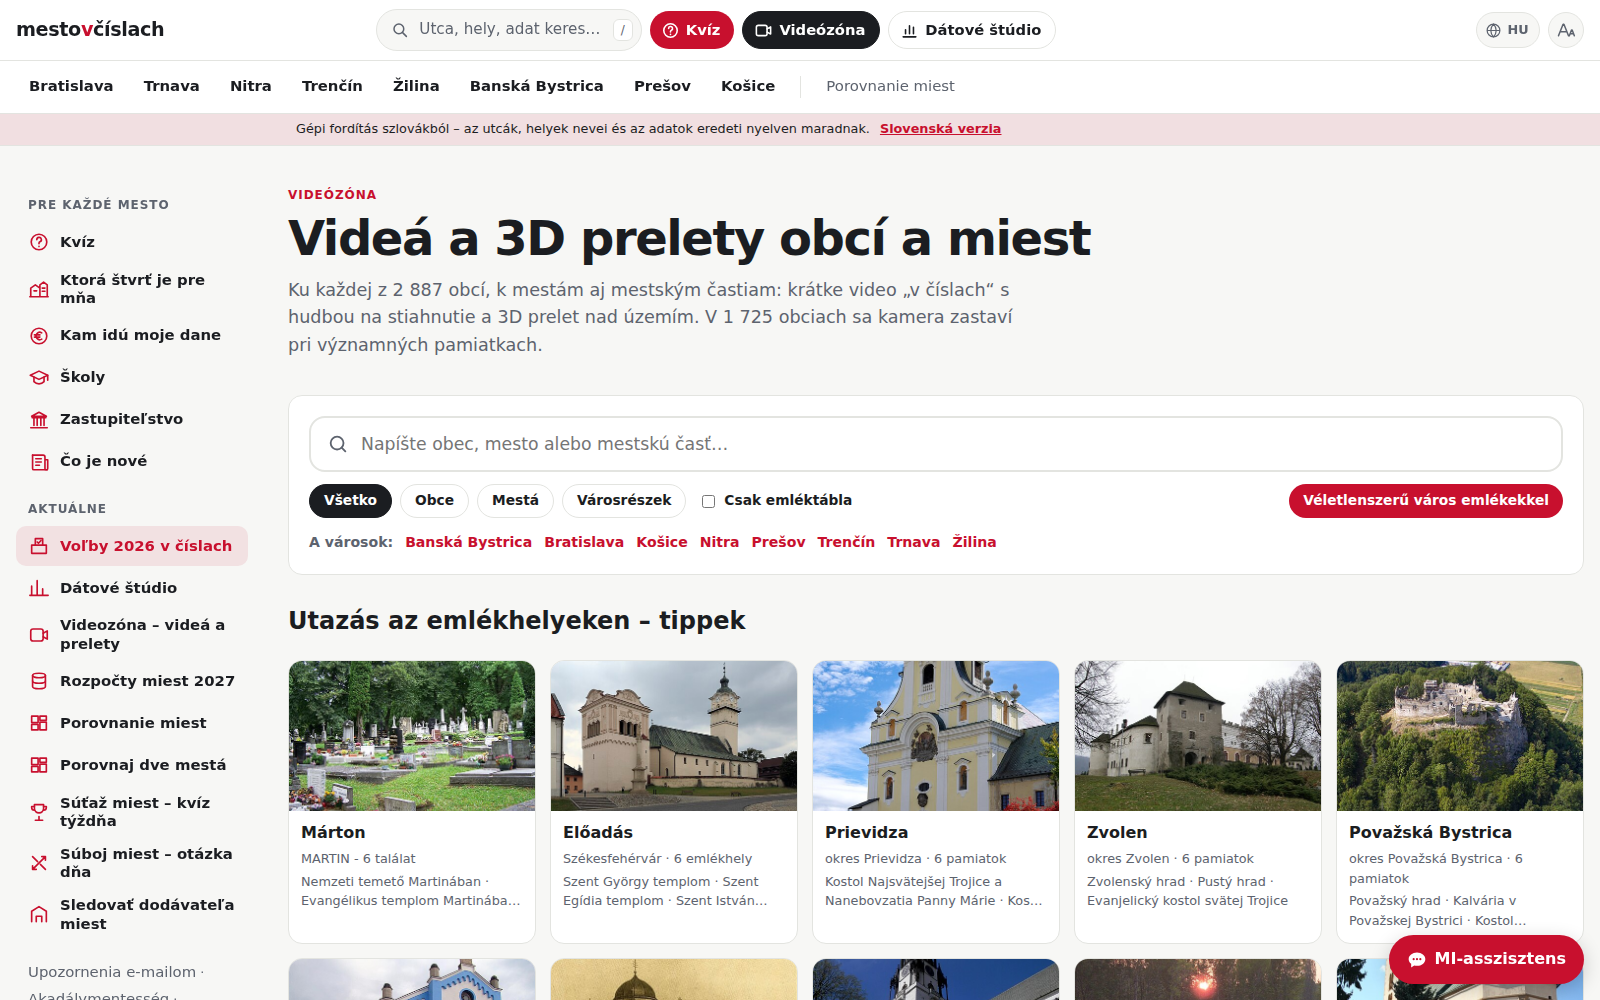 mestovčíslach
Utca, hely, adat keres... /
Kvíz
Videózóna
Dátové štúdio
HU
Bratislava Trnava Nitra Trenčín Žilina Banská Bystrica Prešov Košice Porovnanie miest
Gépi fordítás szlovákból – az utcák, helyek nevei és az adatok eredeti nyelven maradnak. Slovenská verzia
PRE KAŽDÉ MESTO
Kvíz
Ktorá štvrť je pre
mňa
Kam idú moje dane
Školy
Zastupiteľstvo
Čo je nové
AKTUÁLNE
Voľby 2026 v číslach
Dátové štúdio
Videozóna – videá a
prelety
Rozpočty miest 2027
Porovnanie miest
Porovnaj dve mestá
Súťaž miest – kvíz
týždňa
Súboj miest – otázka
dňa
Sledovať dodávateľa
miest
Upozornenia e-mailom ·
Akadálymentesség ·
VIDEÓZÓNA
Videá a 3D prelety obcí a miest
Ku každej z 2 887 obcí, k mestám aj mestským častiam: krátke video „v číslach“ s
hudbou na stiahnutie a 3D prelet nad územím. V 1 725 obciach sa kamera zastaví
pri významných pamiatkach.
Napíšte obec, mesto alebo mestskú časť...
Všetko Obce Mestá Városrészek Csak emléktábla Véletlenszerű város emlékekkel
A városok: Banská Bystrica Bratislava Košice Nitra Prešov Trenčín Trnava Žilina
Utazás az emlékhelyeken – tippek
Márton
MARTIN - 6 találat
Nemzeti temető Martinában ·
Evangélikus templom Martinába...
Előadás
Székesfehérvár · 6 emlékhely
Szent György templom · Szent
Egídia templom · Szent István...
Prievidza
okres Prievidza · 6 pamiatok
Kostol Najsvätejšej Trojice a
Nanebovzatia Panny Márie · Kos...
Zvolen
okres Zvolen · 6 pamiatok
Zvolenský hrad · Pustý hrad ·
Evanjelický kostol svätej Trojice
Považská Bystrica
okres Považská Bystrica · 6
pamiatok
Považský hrad · Kalvária v
Považskej Bystrici · Kostol...
MI-asszisztens